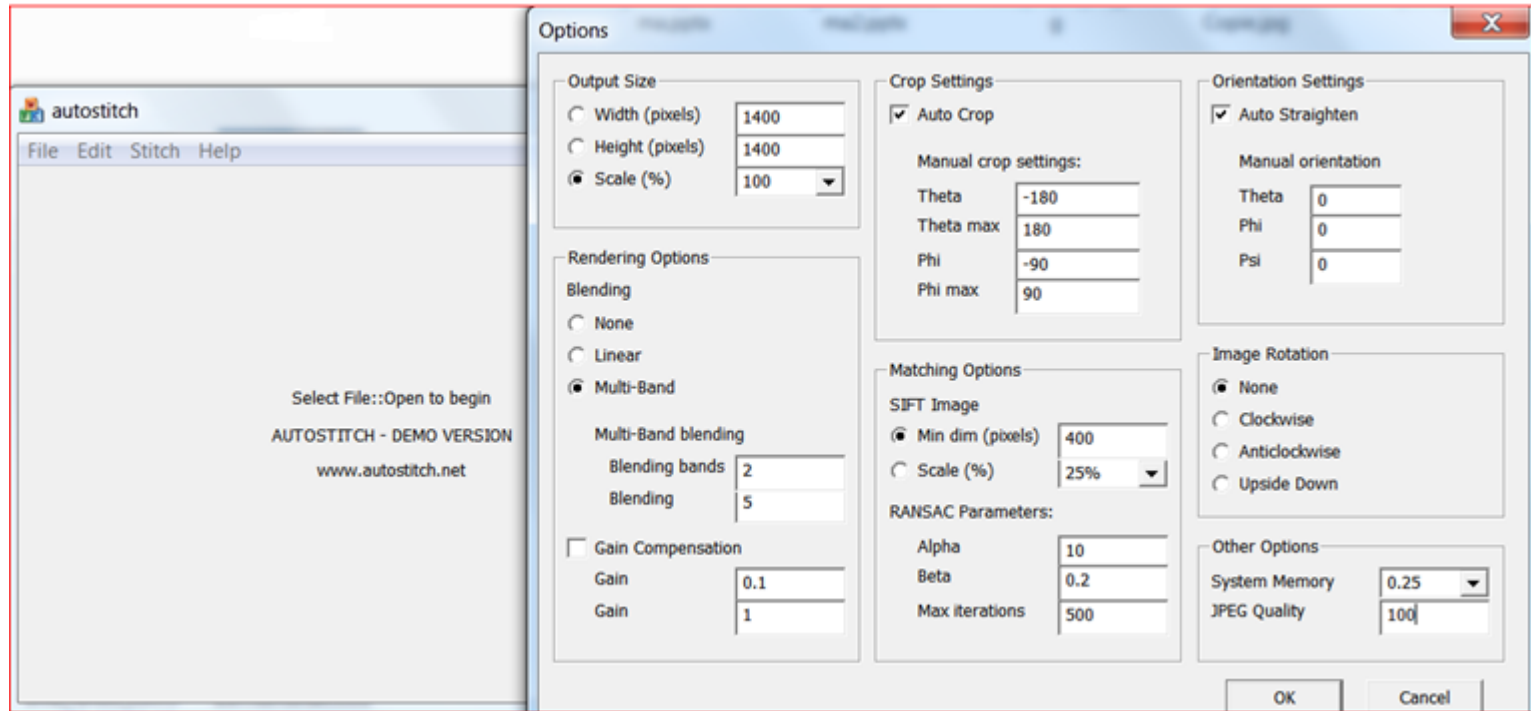 autostitch
File Edit Stitch Help
Select File::Open to begin
AUTOSTITCH - DEMO VERSION
www.autostitch.net
Options
Output Size
Width (pixels) 1400
Height (pixels) 1400
Scale (%) 100
Rendering Options
Blending
None
Linear
Multi-Band
Multi-Band blending
Blending bands 2
Blending 5
Gain Compensation
Gain 0.1
Gain 1
Crop Settings
Auto Crop
Manual crop settings:
Theta -180
Theta max 180
Phi -90
Phi max 90
Matching Options
SIFT Image
Min dim (pixels) 400
Scale (%) 25%
RANSAC Parameters:
Alpha 10
Beta 0.2
Max iterations 500
Orientation Settings
Auto Straighten
Manual orientation
Theta 0
Phi 0
Psi 0
Image Rotation
None
Clockwise
Anticlockwise
Upside Down
Other Options
System Memory 0.25
JPEG Quality 100
OK Cancel